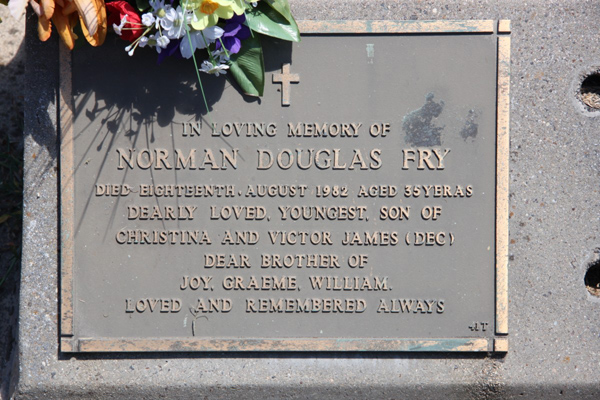 IN LOVING MEMORY OF
NORMAN DOUGLAS FRY
DIED EIGHTEENTH. AUGUST 1982 AGED 35YERAS
DEARLY LOVED, YOUNGEST, SON OF
CHRISTINA AND VICTOR JAMES (DEC)
DEAR BROTHER OF
JOY, GRAEME, WILLIAM.
LOVED AND REMEMBERED ALWAYS